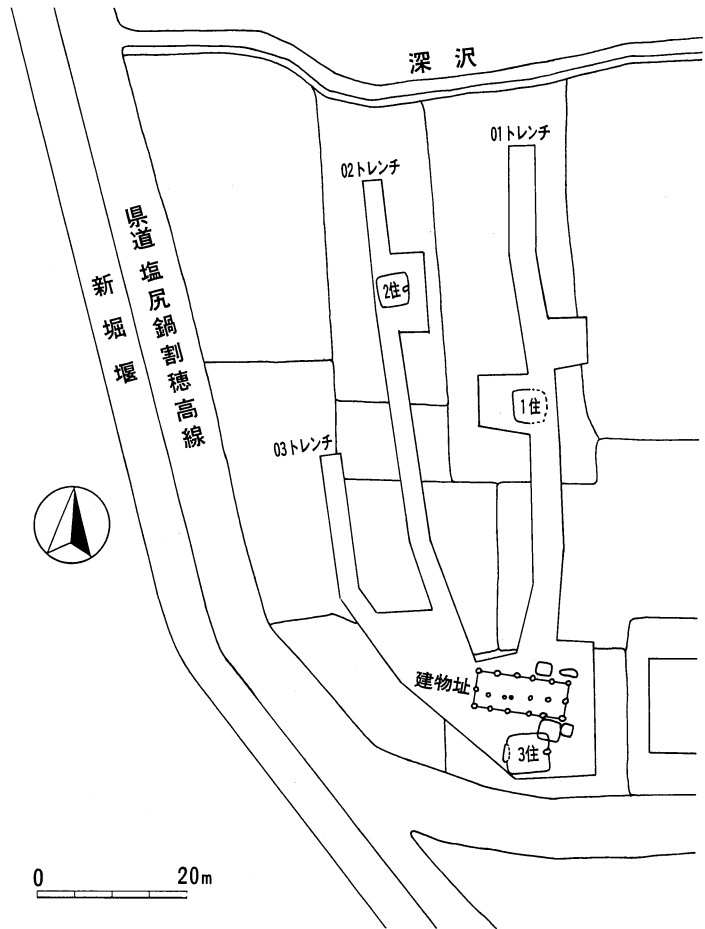 深沢
01トレンチ
02トレンチ
県道 塩尻鍋割穂高線
新堀堰
2住
1住
03トレンチ
建物址
3住
0 20m